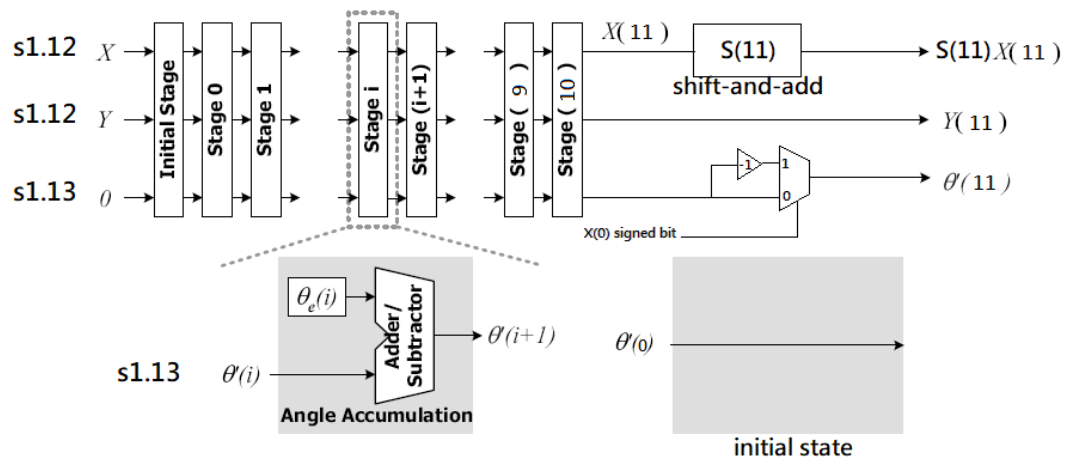 s1.12 X Initial Stage Stage 0 Stage 1 Stage i Stage (i+1) Stage ( 9 ) Stage( 10 ) X( 11 ) S(11) S(11)X( 11 )
shift-and-add
s1.12 Y Y( 11 )
-1 1
s1.13 0 0 θ'( 11 )
X(0) signed bit
θe(i) Adder/
Subtractor θ'(i+1) θ'(0)
s1.13 θ'(i)
Angle Accumulation
initial state